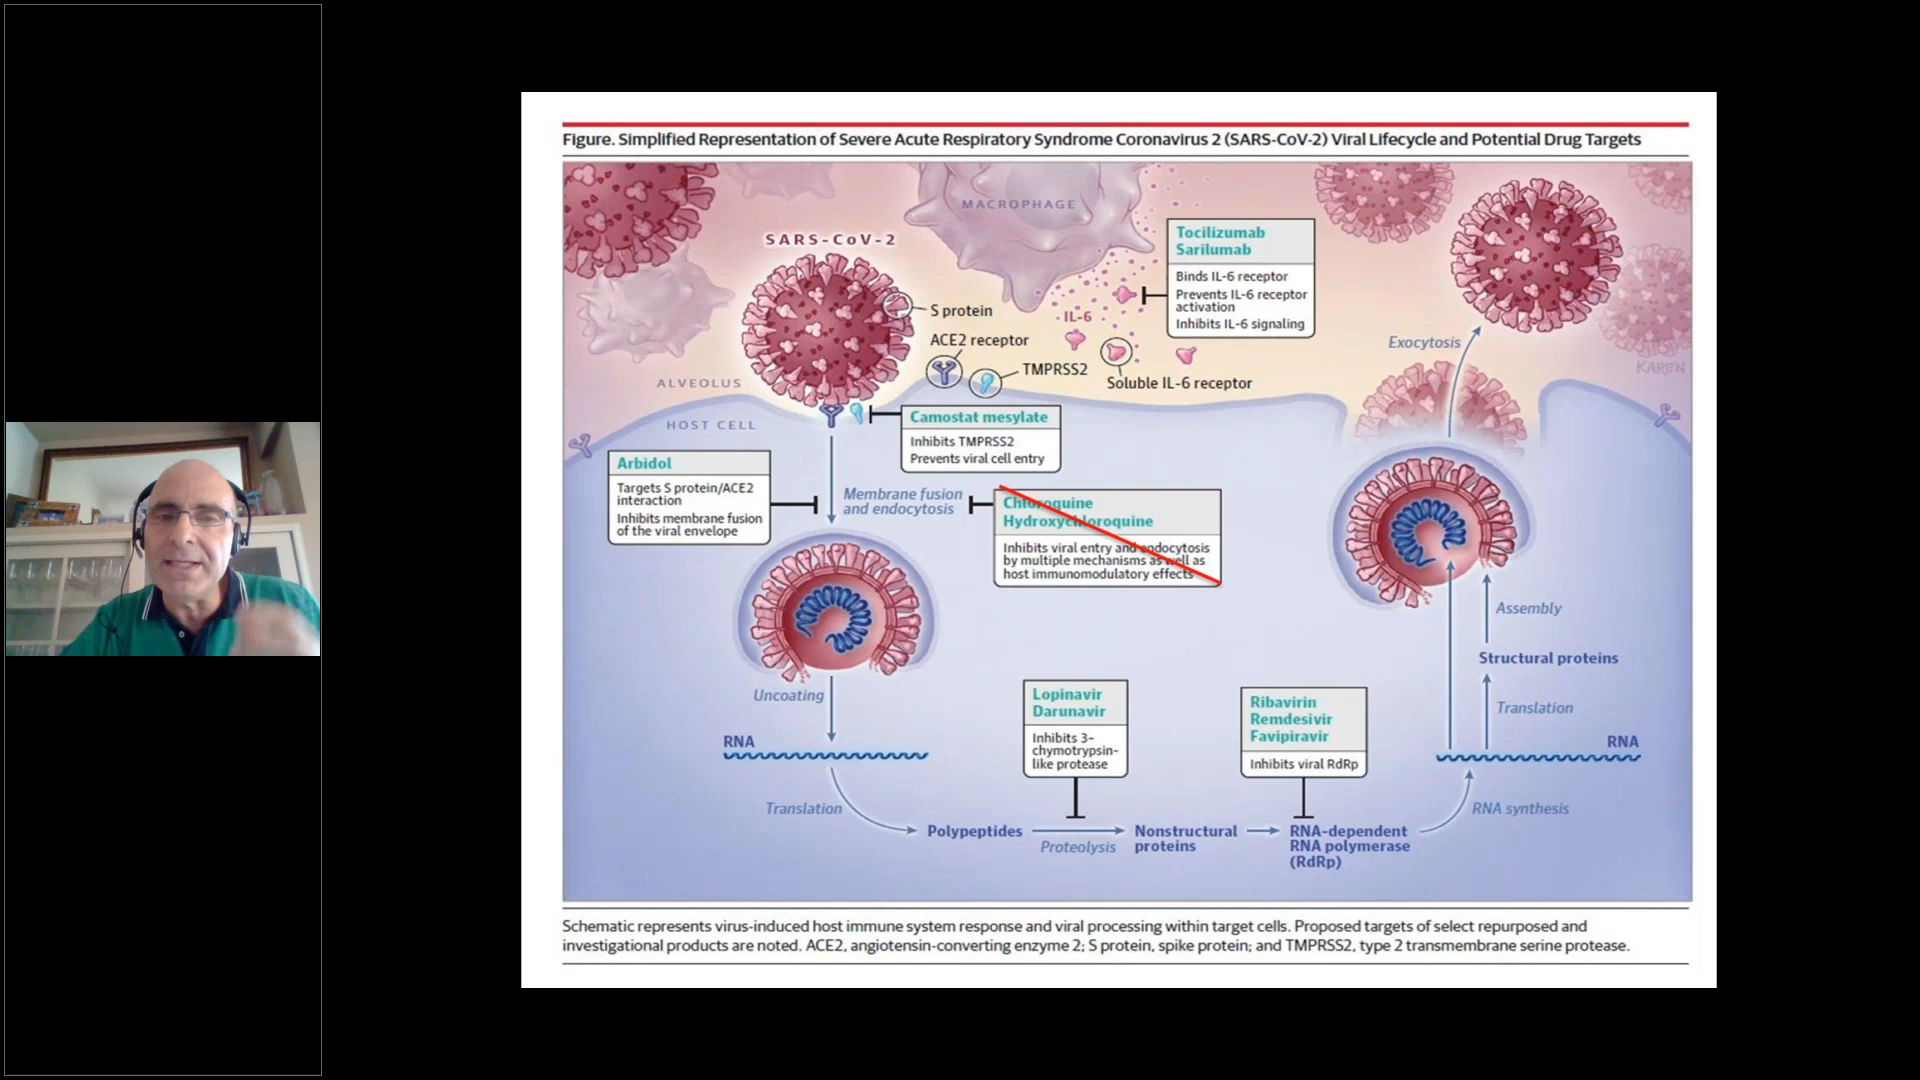 Figure. Simplified Representation of Severe Acute Respiratory Syndrome Coronavirus 2 (SARS-CoV-2) Viral Lifecycle and Potential Drug Targets
MACROPHAGE
SARS-CoV-2
Tocilizumab
Sarilumab
Binds IL-6 receptor
Prevents IL-6 receptor
activation
Inhibits IL-6 signaling
S protein
IL-6
ACE2 receptor
TMPRSS2
Soluble IL-6 receptor
Exocytosis
KAREN
ALVEOLUS
HOST CELL
Camostat mesylate
Inhibits TMPRSS2
Prevents viral cell entry
Arbidol
Targets S protein/ACE2
interaction
Inhibits membrane fusion
of the viral envelope
Membrane fusion
and endocytosis
Chloroquine
Hydroxychloroquine
Inhibits viral entry and endocytosis
by multiple mechanisms as well as
host immunomodulatory effects
Assembly
Structural proteins
Translation
RNA
Uncoating
RNA
Lopinavir
Darunavir
Inhibits 3-
chymotrypsin-
like protease
Ribavirin
Remdesivir
Favipiravir
Inhibits viral RdRp
Translation
Polypeptides
Proteolysis
Nonstructural
proteins
RNA-dependent
RNA polymerase
(RdRp)
RNA synthesis
Schematic represents virus-induced host immune system response and viral processing within target cells. Proposed targets of select repurposed and
investigational products are noted. ACE2, angiotensin-converting enzyme 2; S protein, spike protein; and TMPRSS2, type 2 transmembrane serine protease.